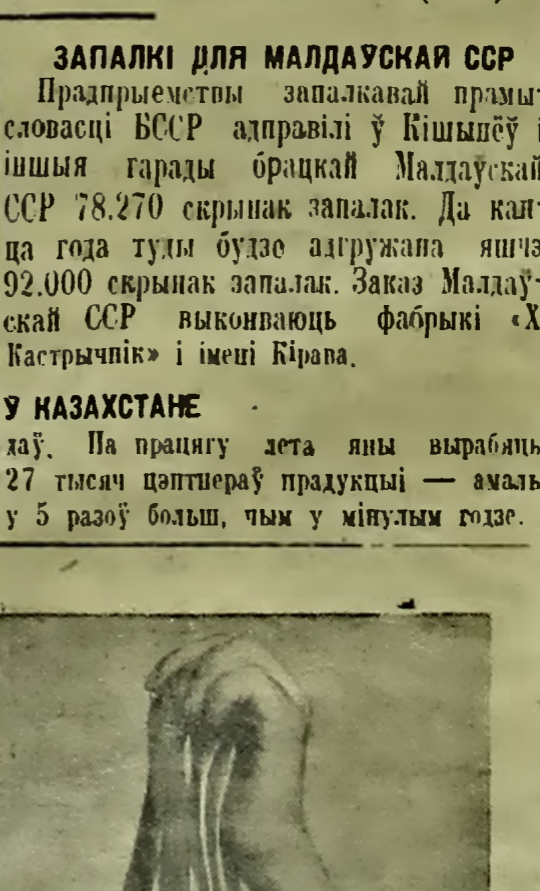 ЗАПАЛКІ ДЛЯ МАЛДАЎСКАЙ ССР
Прадпрыемствы запалкавай прамы-
словасці БССР адправілі ў Кішынёў і
іншыя гарады брацкай Малдаўскай
ССР 78.270 скрынак запалак. Да кан-
ца года туды будзе адгружана яшчэ
92.000 скрынак запалак. Заказ Малдаў-
скай ССР выконваюць фабрыкі «Х
Кастрычнік» і імені Кірава.
Ў КАЗАХСТАНЕ
даў. На працягу лета яны вырабяць
27 тысяч цэнтнераў прадукцыі — амаль
у 5 разоў больш, чым у мінулым годзе.